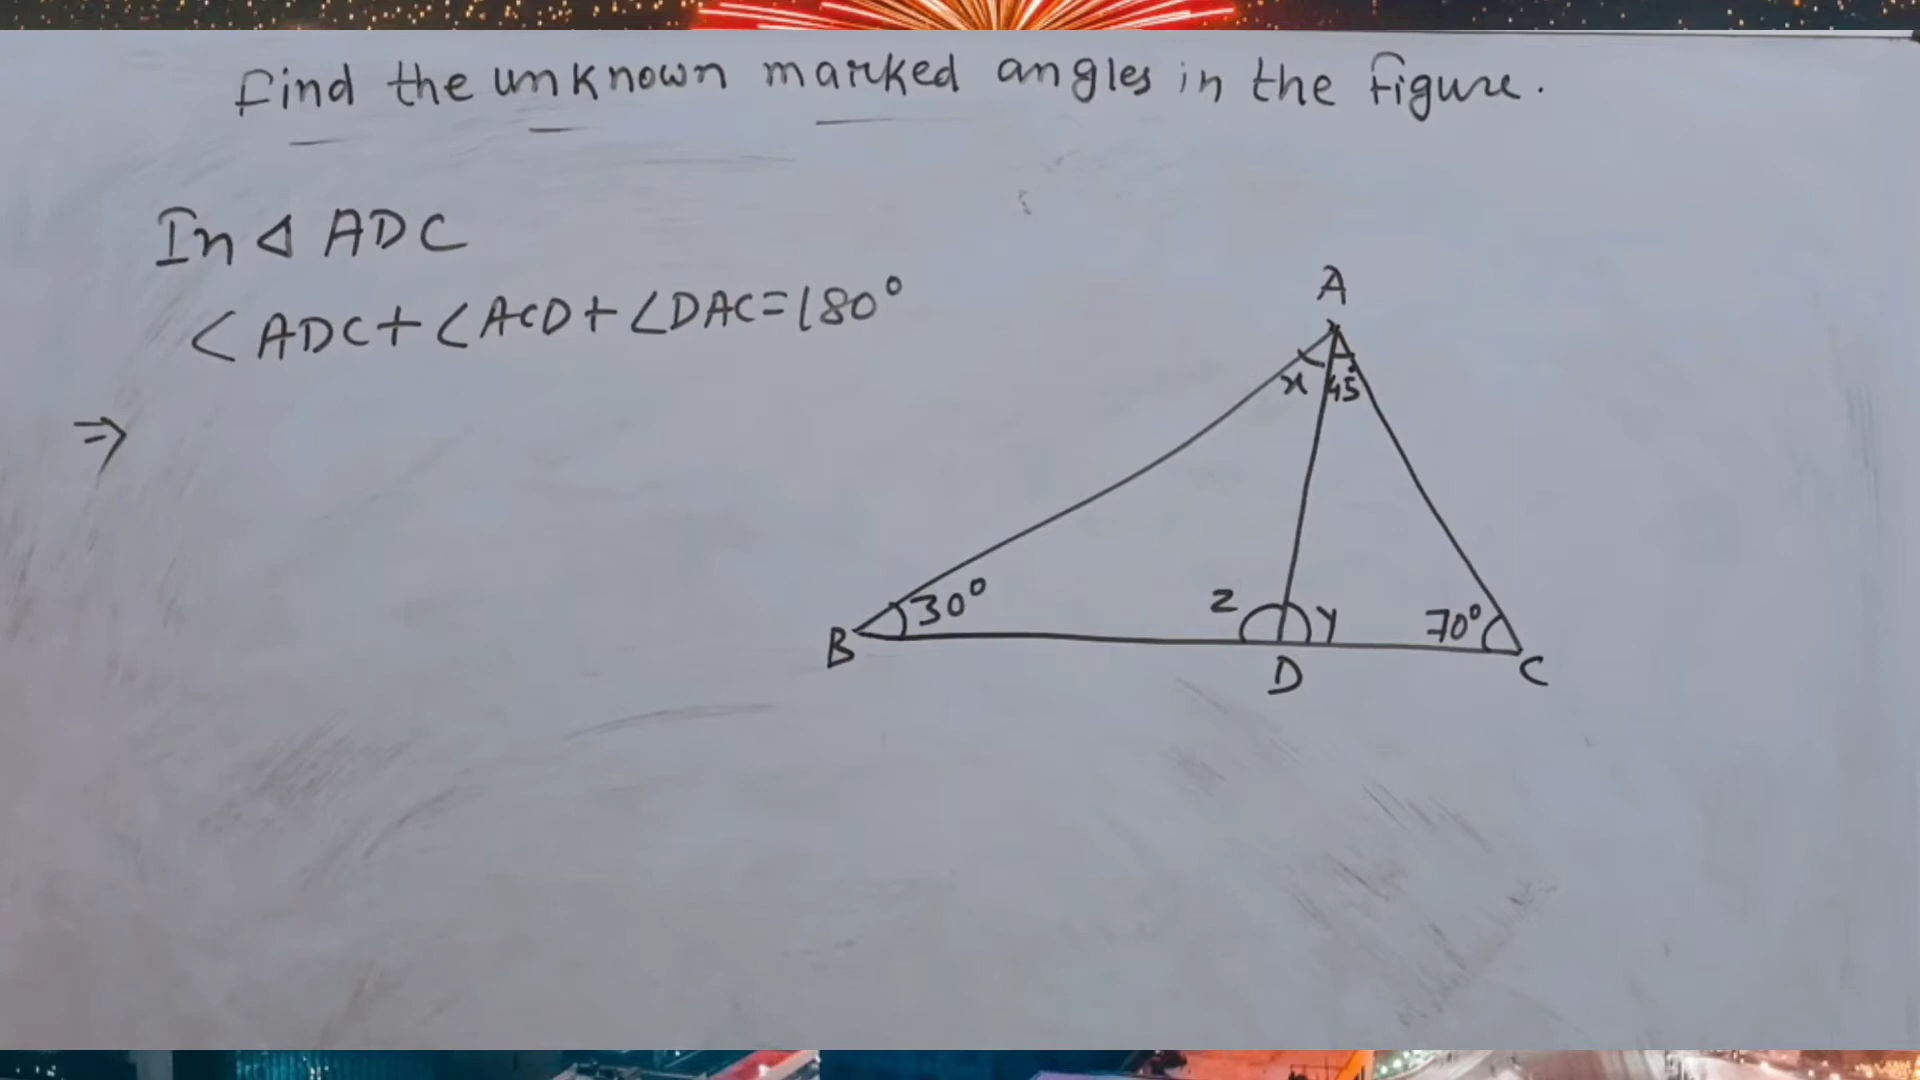 Find the unknown marked angles in the figure.
In △ ADC
∠ADC+∠ACD+∠DAC=180°
⇒
A
x 45°
30°
z y 70°
B
D
C